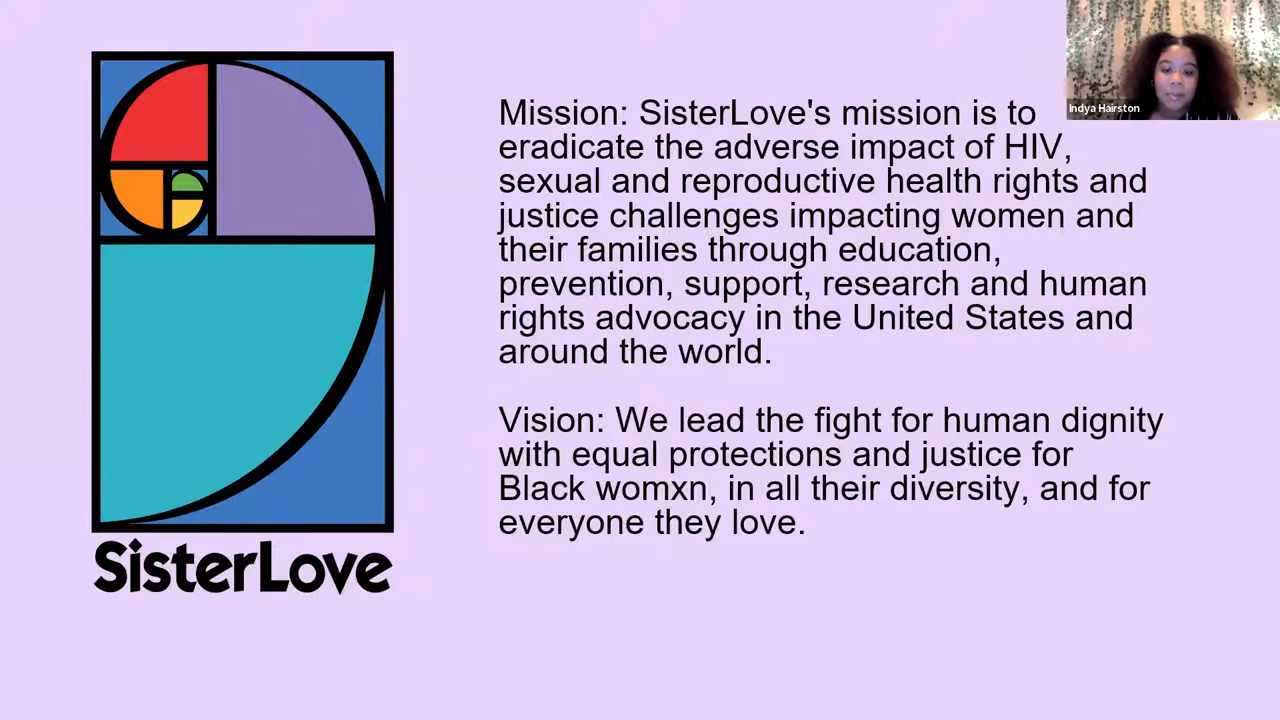 Indya Hairston
Mission: SisterLove's mission is to
eradicate the adverse impact of HIV,
sexual and reproductive health rights and
justice challenges impacting women and
their families through education,
prevention, support, research and human
rights advocacy in the United States and
around the world.
Vision: We lead the fight for human dignity
with equal protections and justice for
Black womxn, in all their diversity, and for
everyone they love.
SisterLove